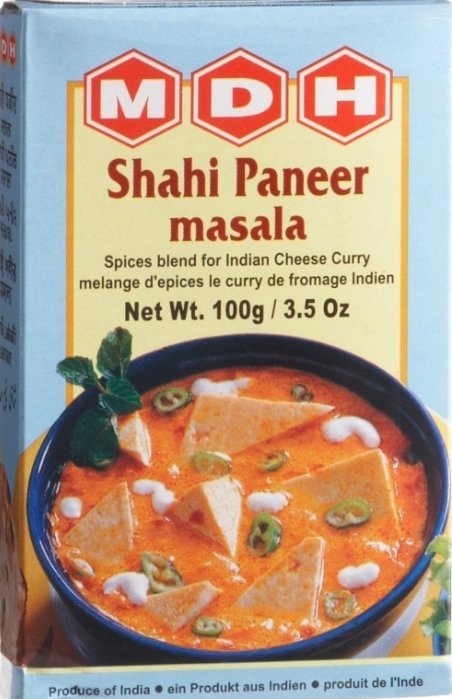 MDH
Shahi Paneer
masala
Spices blend for Indian Cheese Curry
melange d'epices le curry de fromage Indien
Net Wt. 100g / 3.5 Oz
Produce of India ● ein Produkt aus Indien ● produit de l'Inde